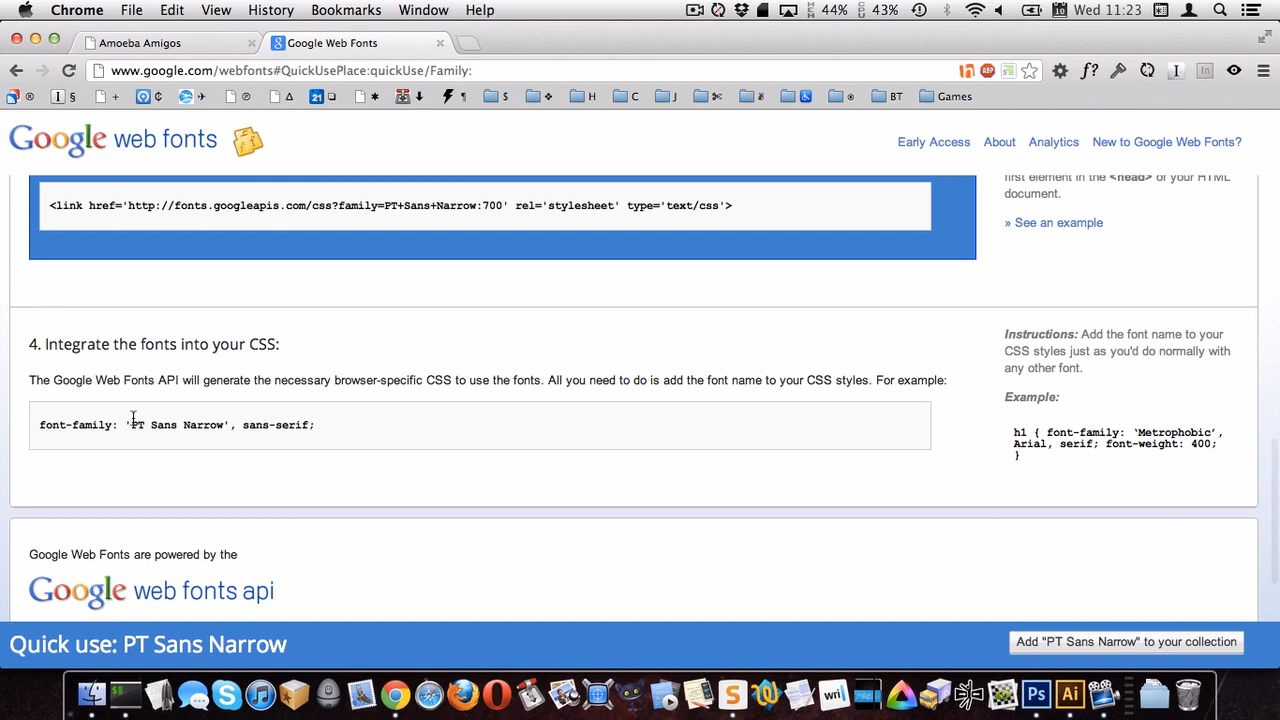 Chrome File Edit View History Bookmarks Window Help 44% 43% Wed 11:23
Amoeba Amigos
Google Web Fonts
www.google.com/webfonts#QuickUsePlace:quickUse/Family:
$ H C J BT Games
Google web fonts
Early Access About Analytics New to Google Web Fonts?
<link href='http://fonts.googleapis.com/css?family=PT+Sans+Narrow:700' rel='stylesheet' type='text/css'>
first element in the <head> of your HTML
document.
» See an example
4. Integrate the fonts into your CSS:
The Google Web Fonts API will generate the necessary browser-specific CSS to use the fonts. All you need to do is add the font name to your CSS styles. For example:
font-family: 'PT Sans Narrow', sans-serif;
Instructions: Add the font name to your
CSS styles just as you'd do normally with
any other font.
Example:
h1 { font-family: ‘Metrophobic’,
Arial, serif; font-weight: 400;
}
Google Web Fonts are powered by the
Google web fonts api
Quick use: PT Sans Narrow
Add "PT Sans Narrow" to your collection
wri
Ps
Ai